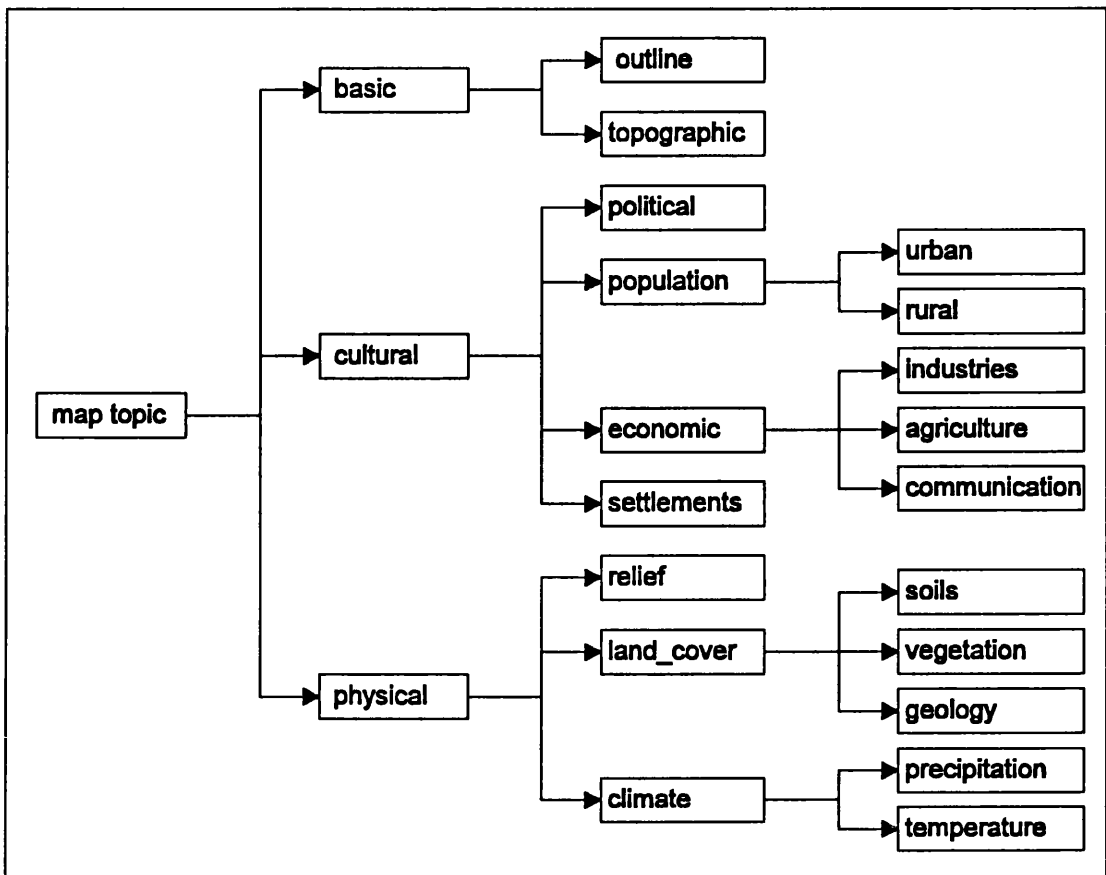 map topic
basic
outline
topographic
cultural
political
population
urban
rural
economic
industries
agriculture
communication
settlements
physical
relief
land_cover
soils
vegetation
geology
climate
precipitation
temperature